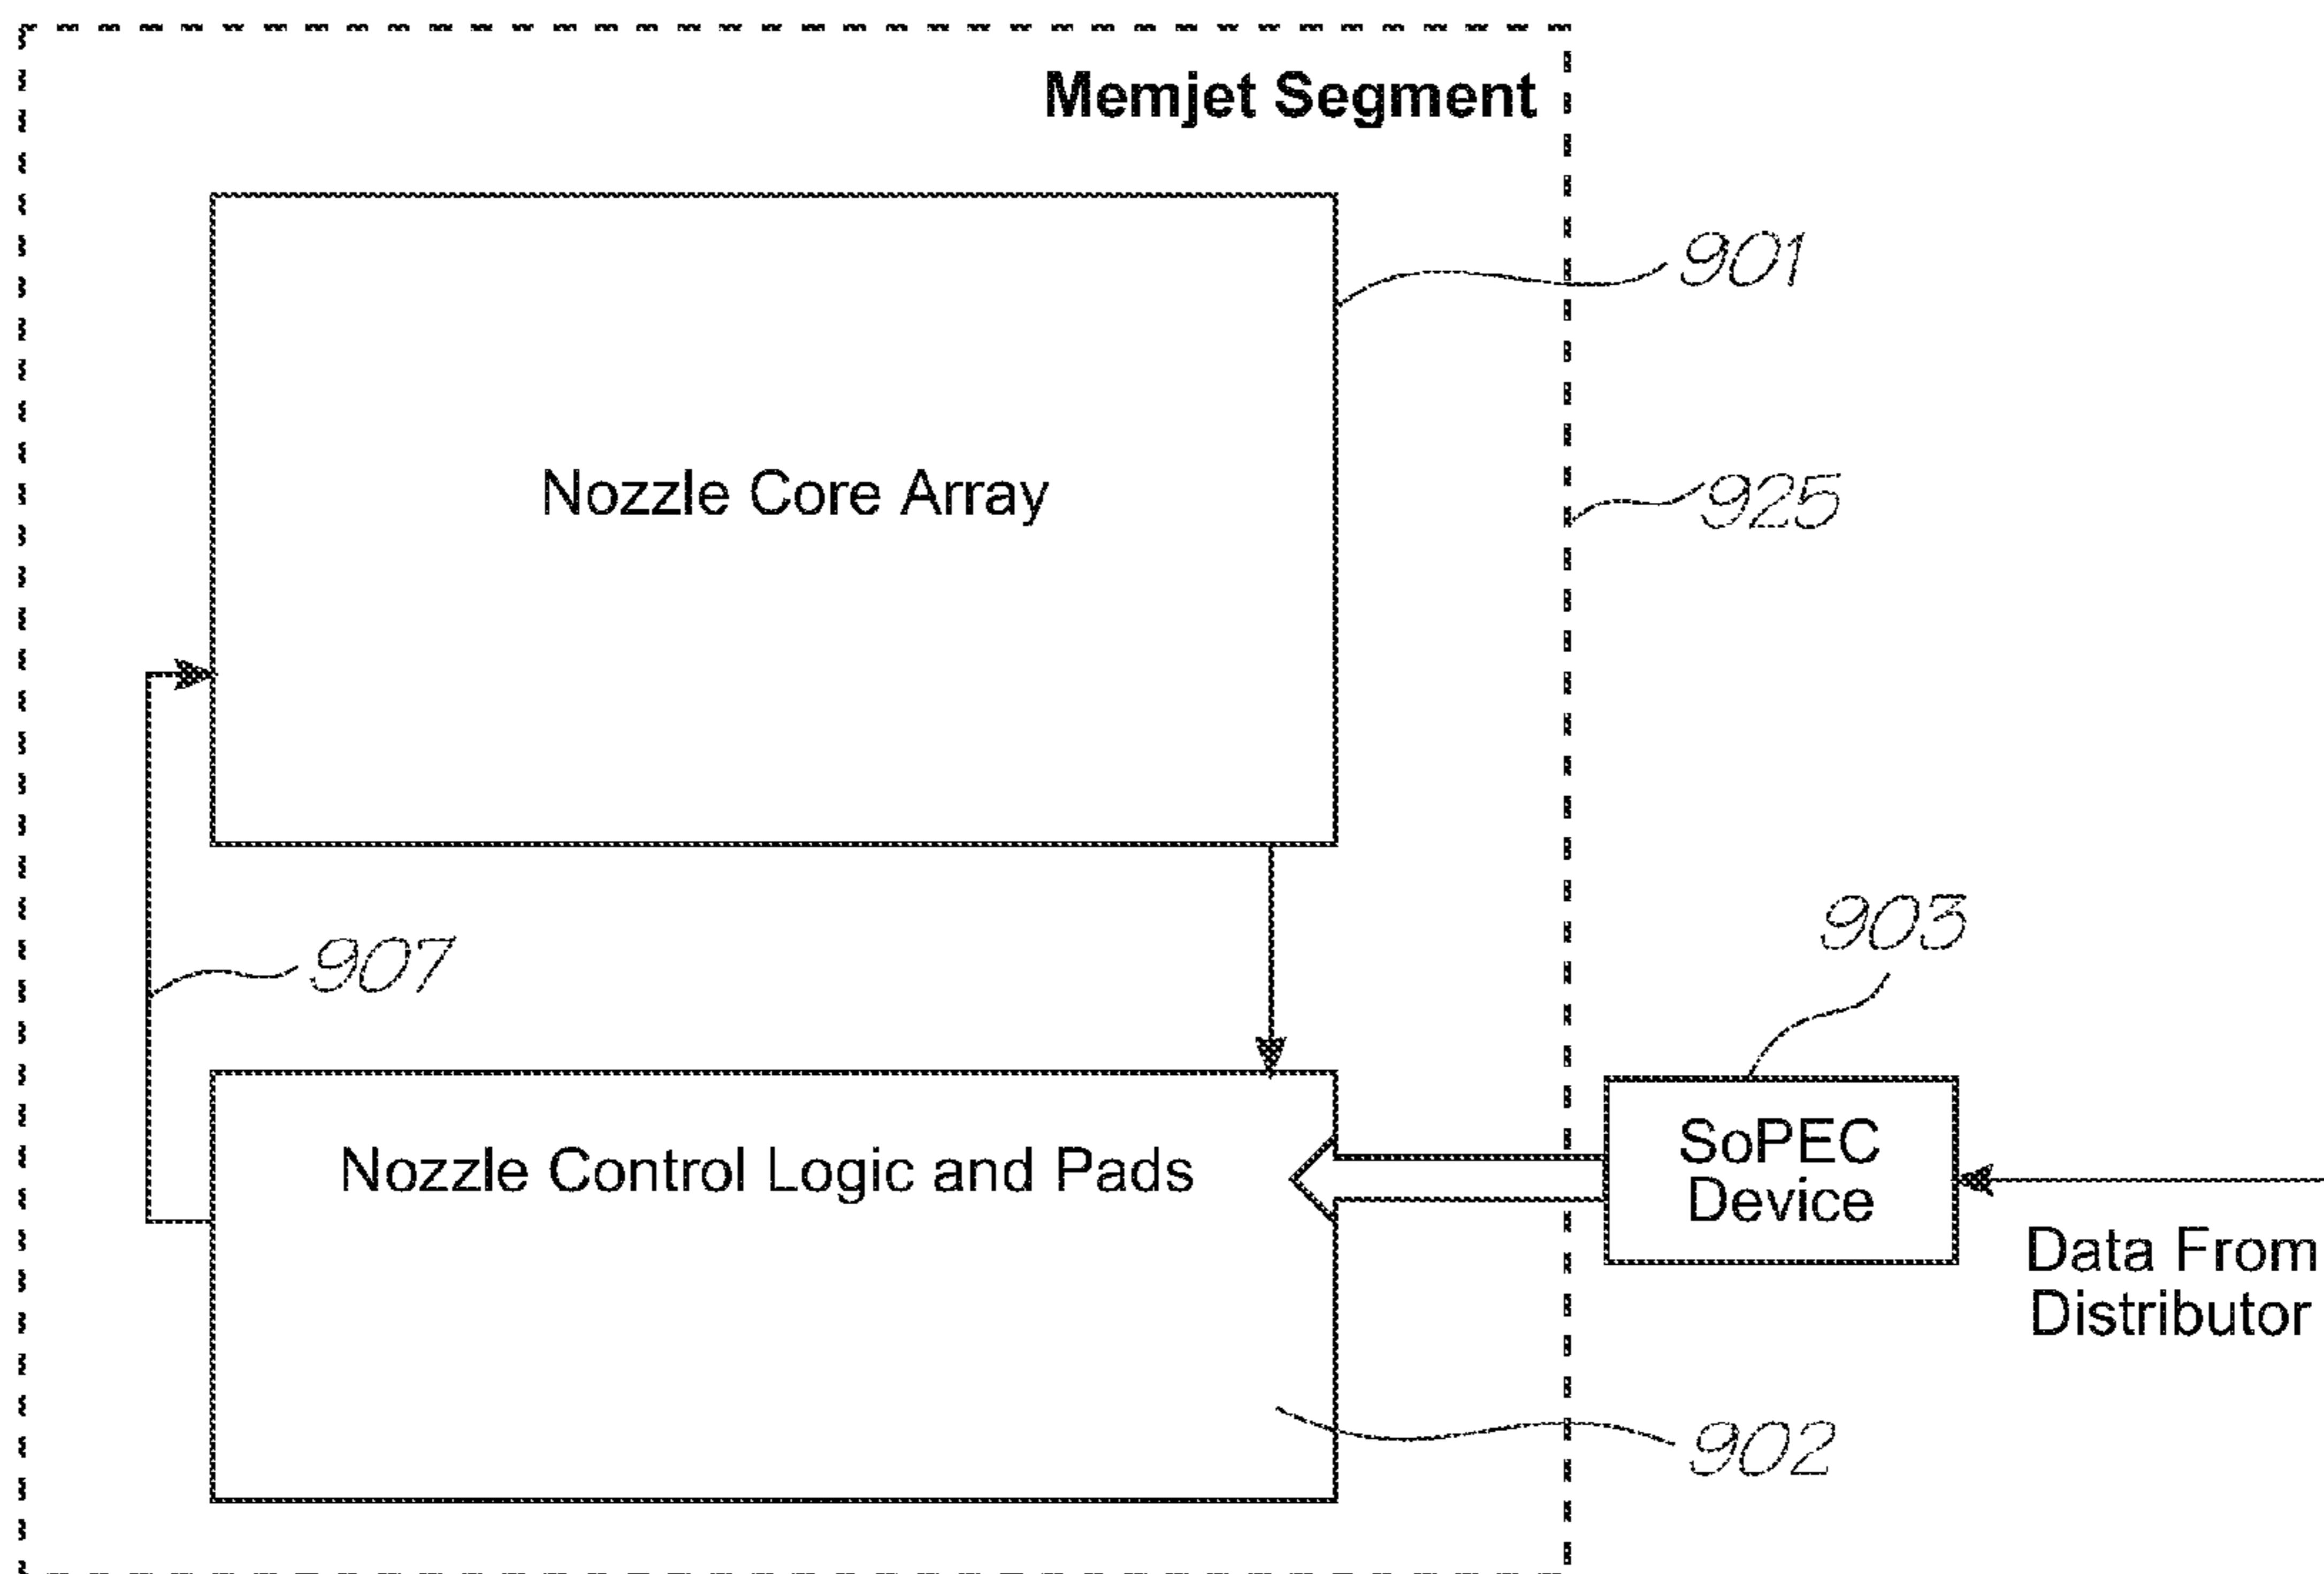 Memjet Segment
901
Nozzle Core Array
925
903
907
SoPEC
Device
Nozzle Control Logic and Pads
Data From
Distributor
902